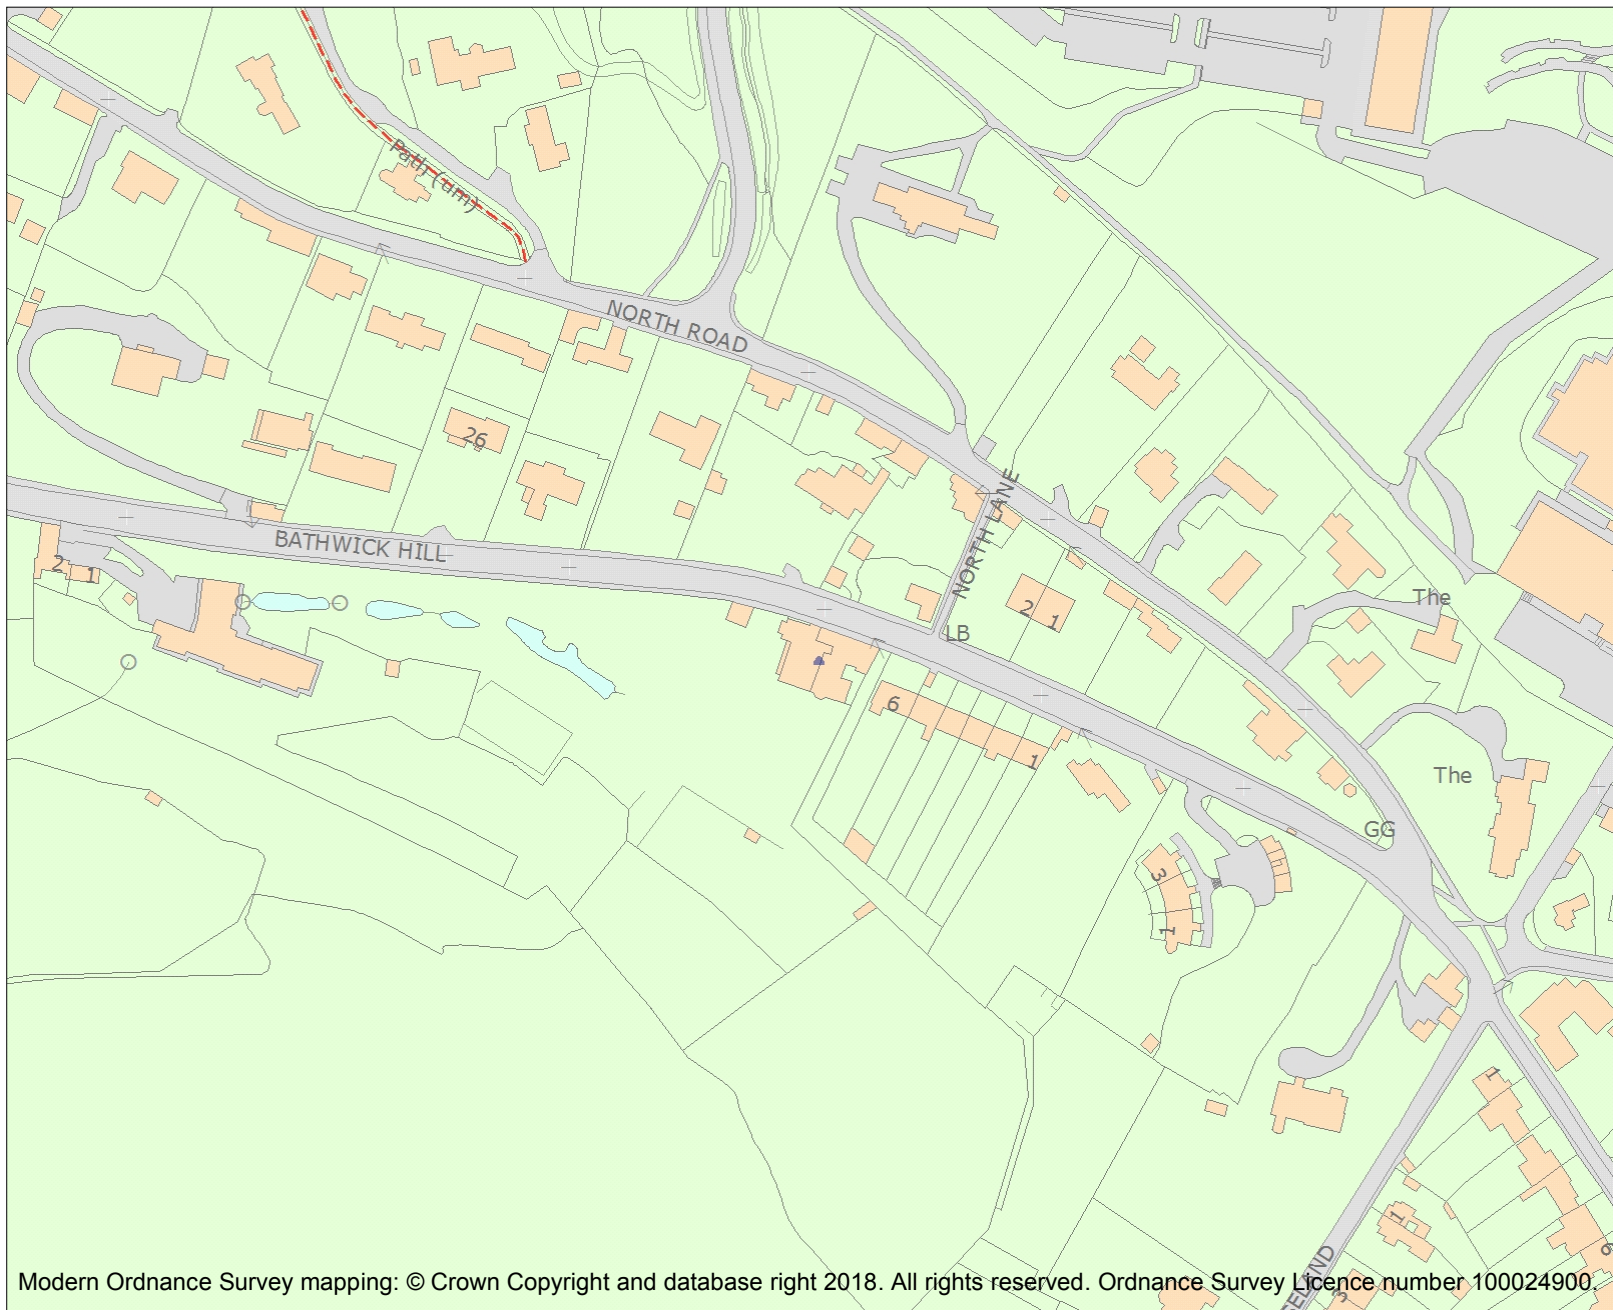 Path (um)
NORTH ROAD
26
NORTH LANE
BATHWICK HILL
2
1
2
1
The
LB
6
1
The
GG
3
1
1
1
6
3
Modern Ordnance Survey mapping: © Crown Copyright and database right 2018. All rights reserved. Ordnance Survey Licence number 100024900.